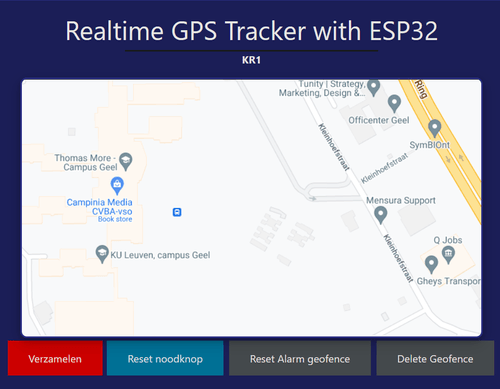 Realtime GPS Tracker with ESP32
KR1
Tunity | Strategy,
Marketing, Design &...
Officenter Geel
Ring
SymBIOnt
Kleinhoefstraat
Kleinhoefstraat
Thomas More -
Campus Geel
Campinia Media
CVBA-vso
Book store
Mensura Support
KU Leuven, campus Geel
Kleinhoefstraat
Q Jobs
Gheys Transpor
Verzamelen
Reset noodknop
Reset Alarm geofence
Delete Geofence